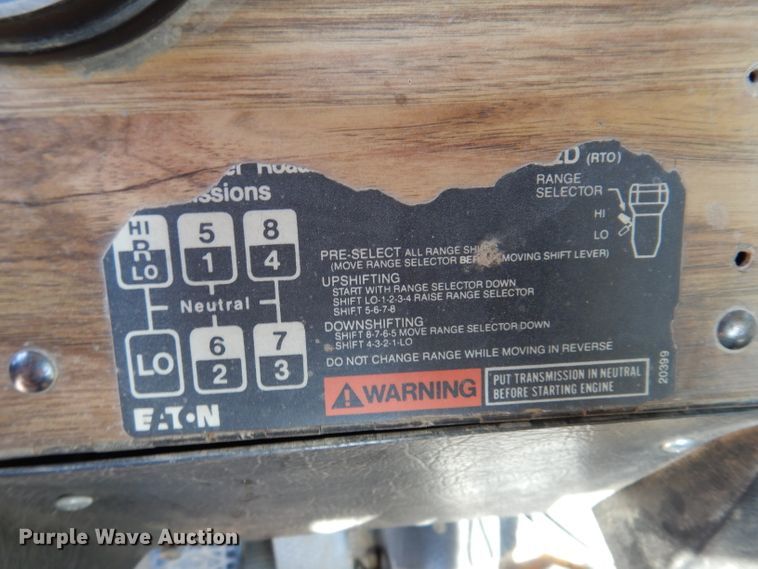 ZD (RTO)
er Road
issions
RANGE
SELECTOR
HI
LO
HI
R
LO
5
1
8
4
Neutral
LO
6
2
7
3
EATON
PRE-SELECT ALL RANGE
(MOVE RANGE SELECTOR MOVING SHIFT LEVER)
UPSHIFTING
START WITH RANGE SELECTOR DOWN
SHIFT LO-1-2-3-4 RAISE RANGE SELECTOR
SHIFT 5-6-7-8
DOWNSHIFTING
SHIFT 8-7-6-5 MOVE RANGE SELECTOR DOWN
SHIFT 4-3-2-1-LO
DO NOT CHANGE RANGE WHILE MOVING IN REVERSE
WARNING
PUT TRANSMISSION IN NEUTRAL
BEFORE STARTING ENGINE
20399
Purple Wave Auction